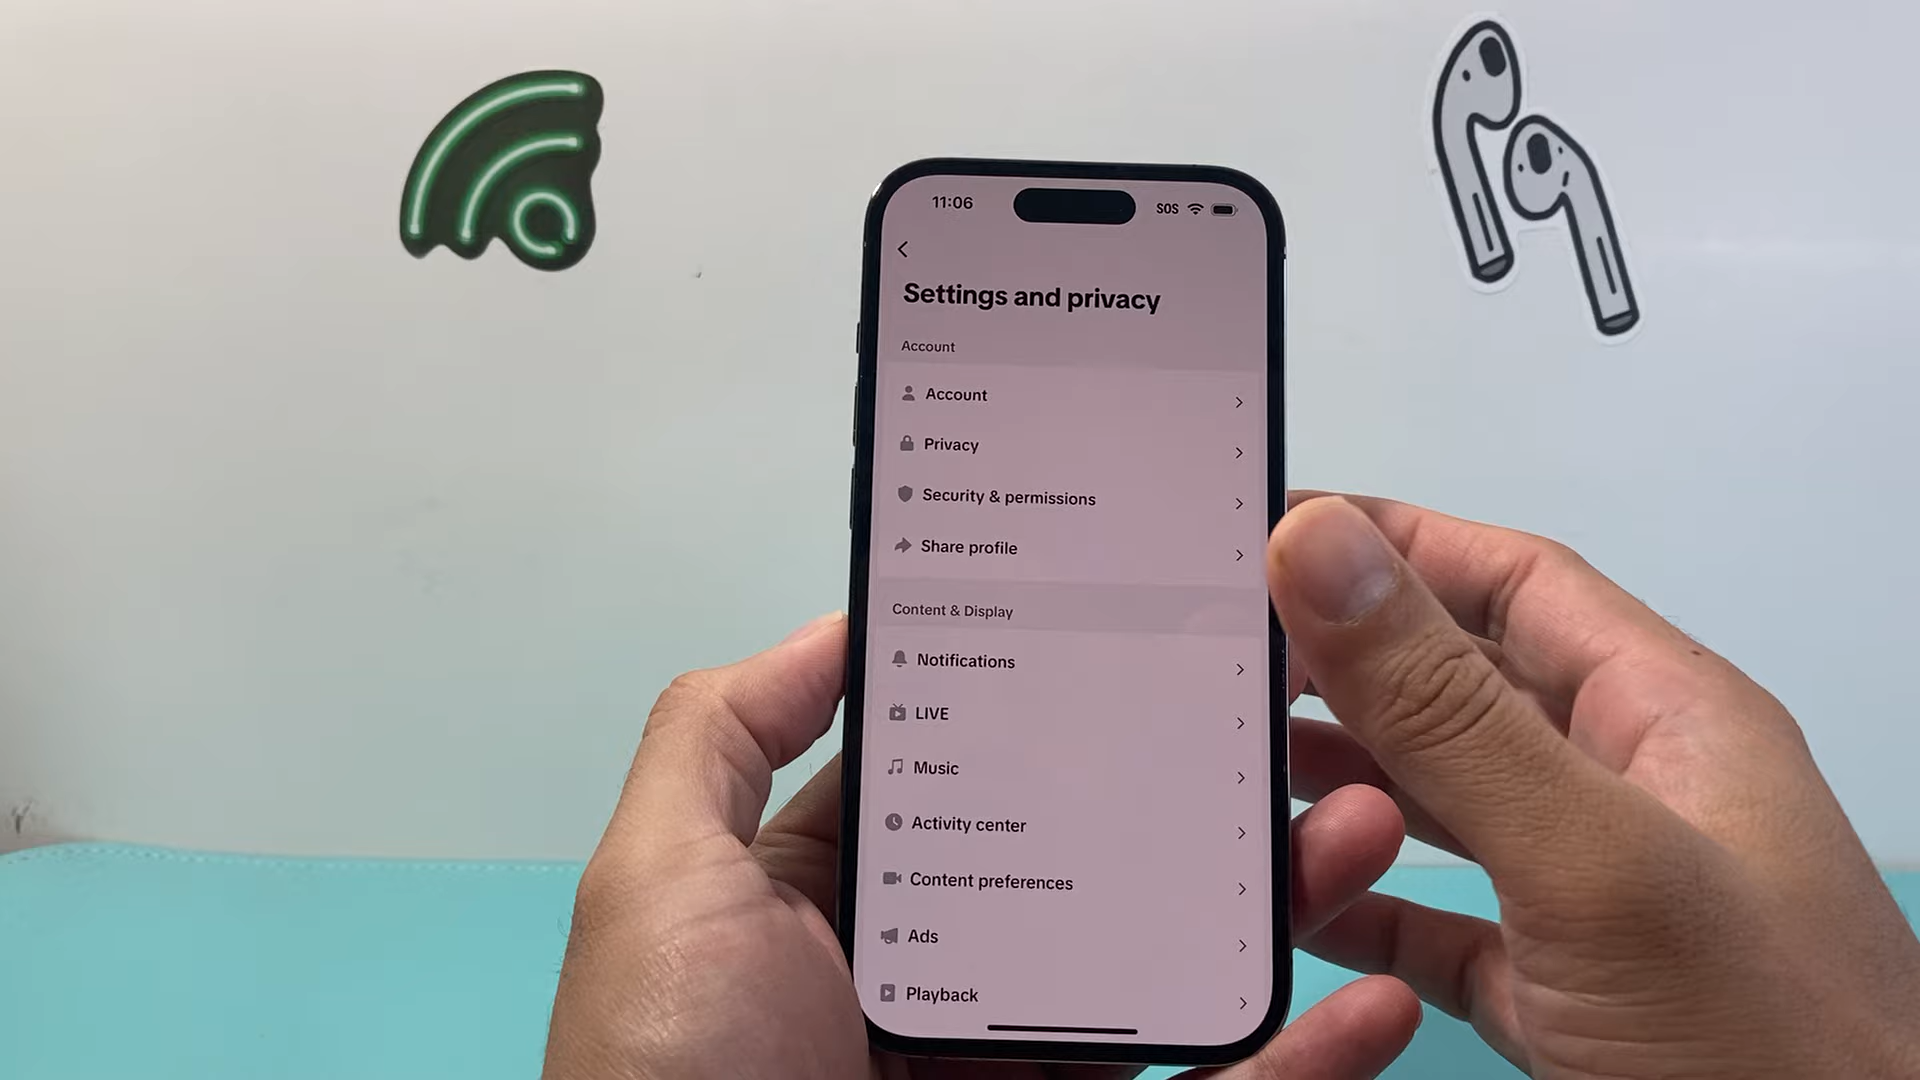 11:06
SOS
Settings and privacy
Account
Account
Privacy
Security & permissions
Share profile
Content & Display
Notifications
LIVE
Music
Activity center
Content preferences
Ads
Playback